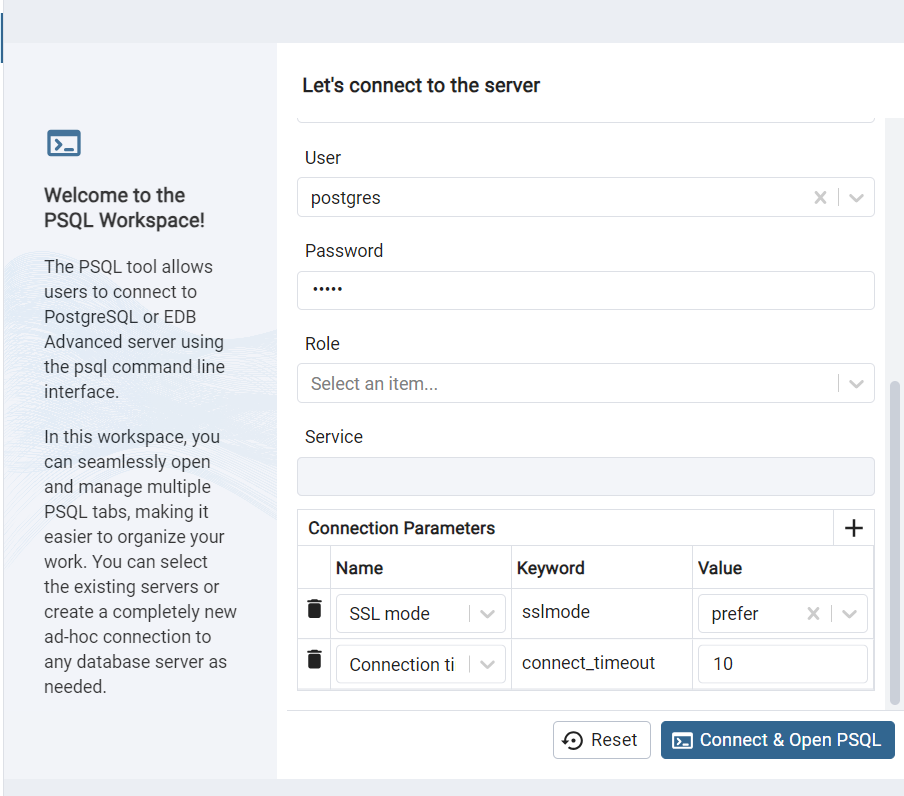 Let's connect to the server
Welcome to the
PSQL Workspace!
The PSQL tool allows
users to connect to
PostgreSQL or EDB
Advanced server using
the psql command line
interface.
In this workspace, you
can seamlessly open
and manage multiple
PSQL tabs, making it
easier to organize your
work. You can select
the existing servers or
create a completely new
ad-hoc connection to
any database server as
needed.
User
postgres
Password
•••••
Role
Select an item...
Service
Connection Parameters
Name Keyword Value
SSL mode sslmode prefer
Connection ti connect_timeout 10
Reset Connect & Open PSQL